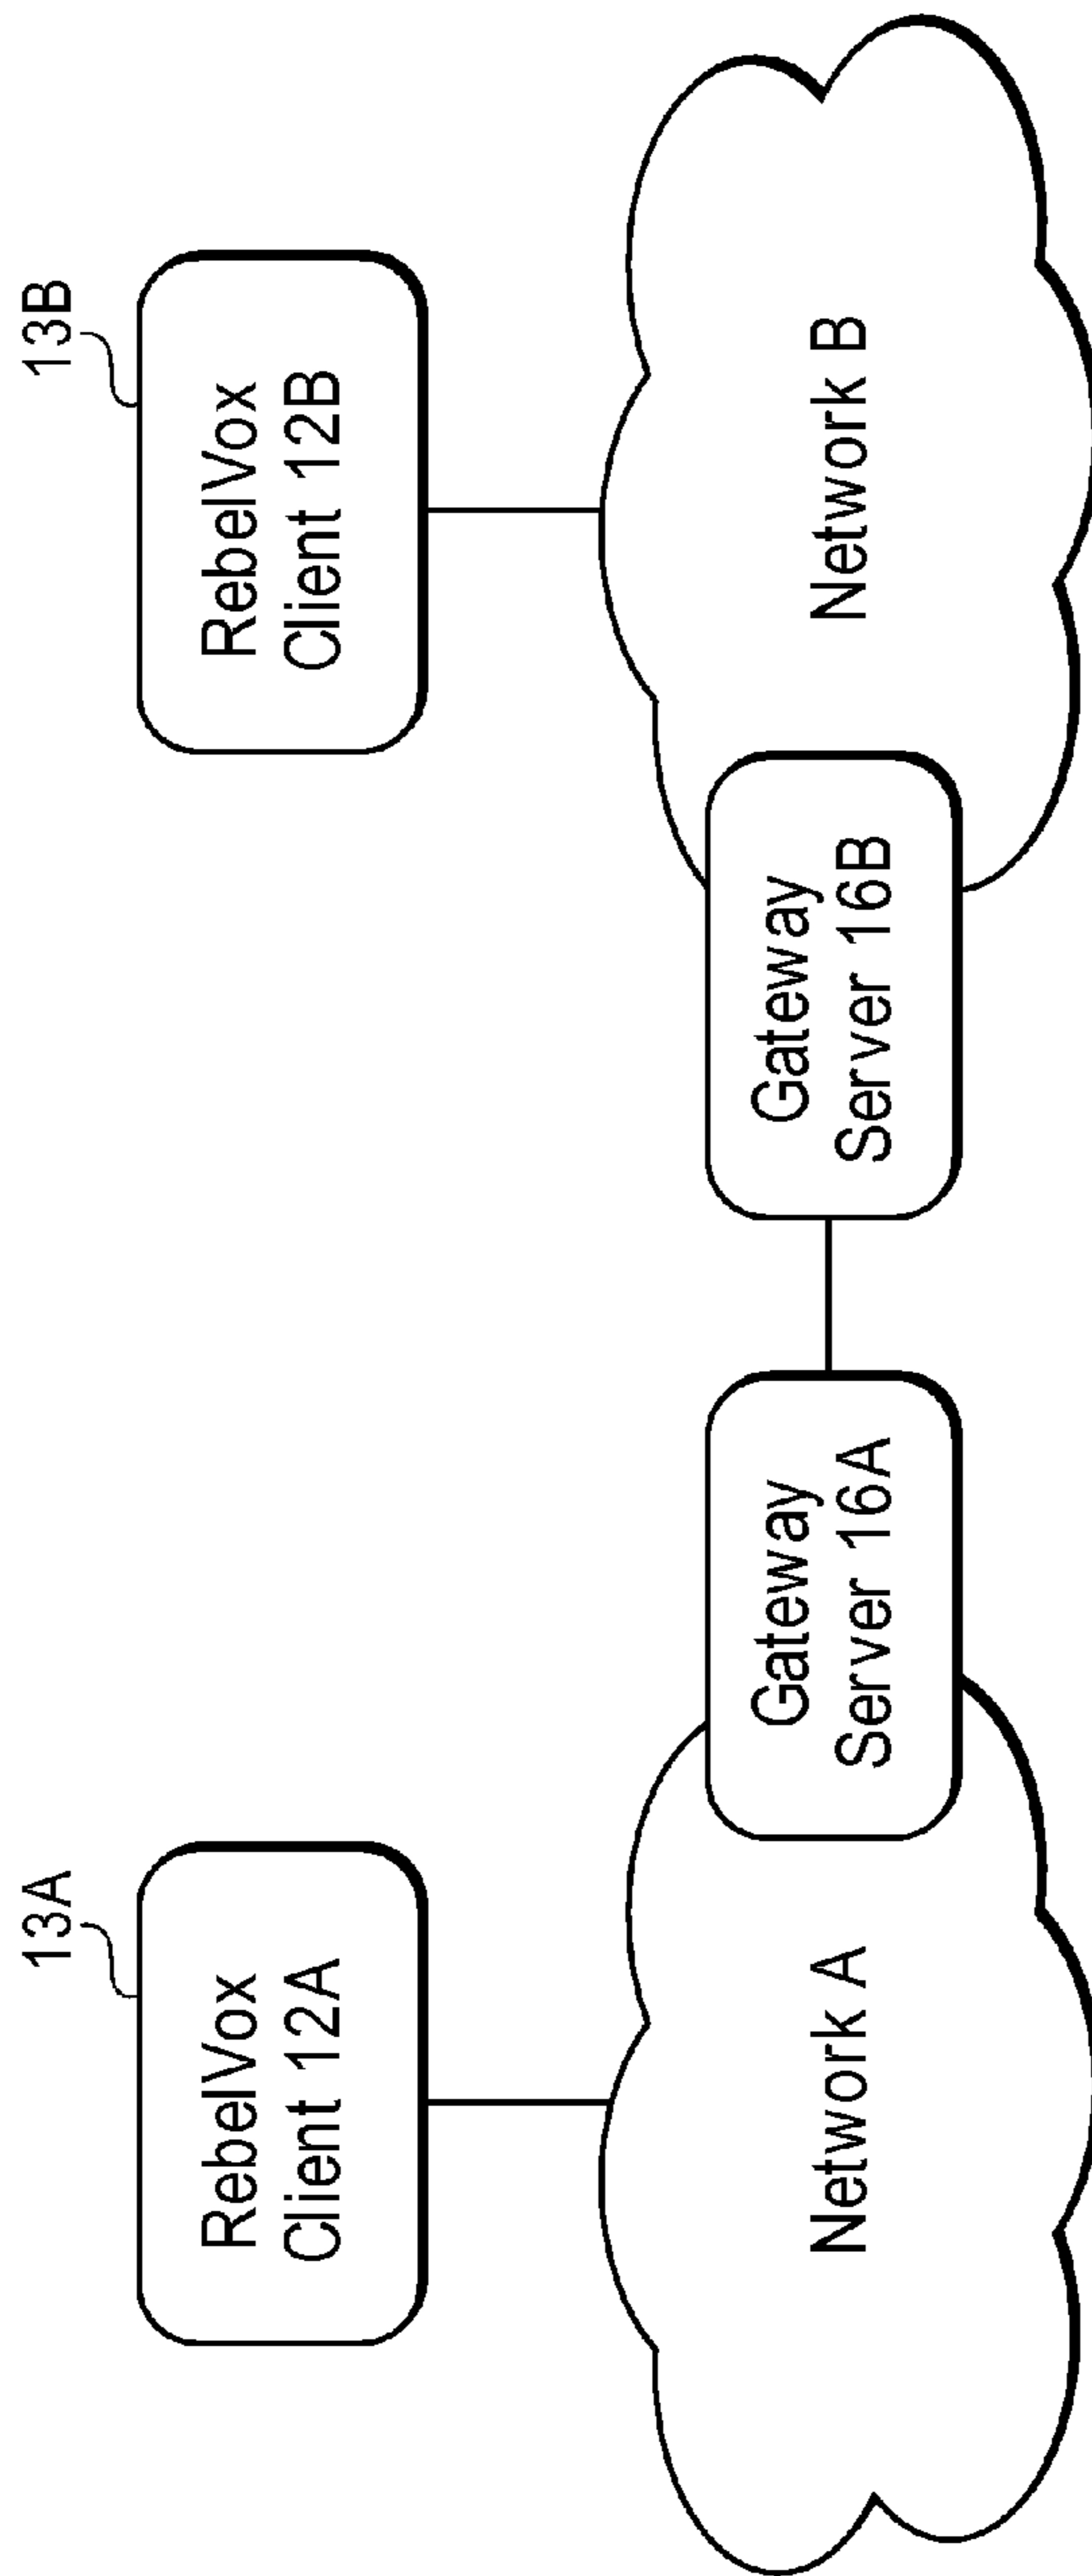 13A
13B
RebelVox
Client 12A
RebelVox
Client 12B
Gateway
Server 16A
Gateway
Server 16B
Network A
Network B